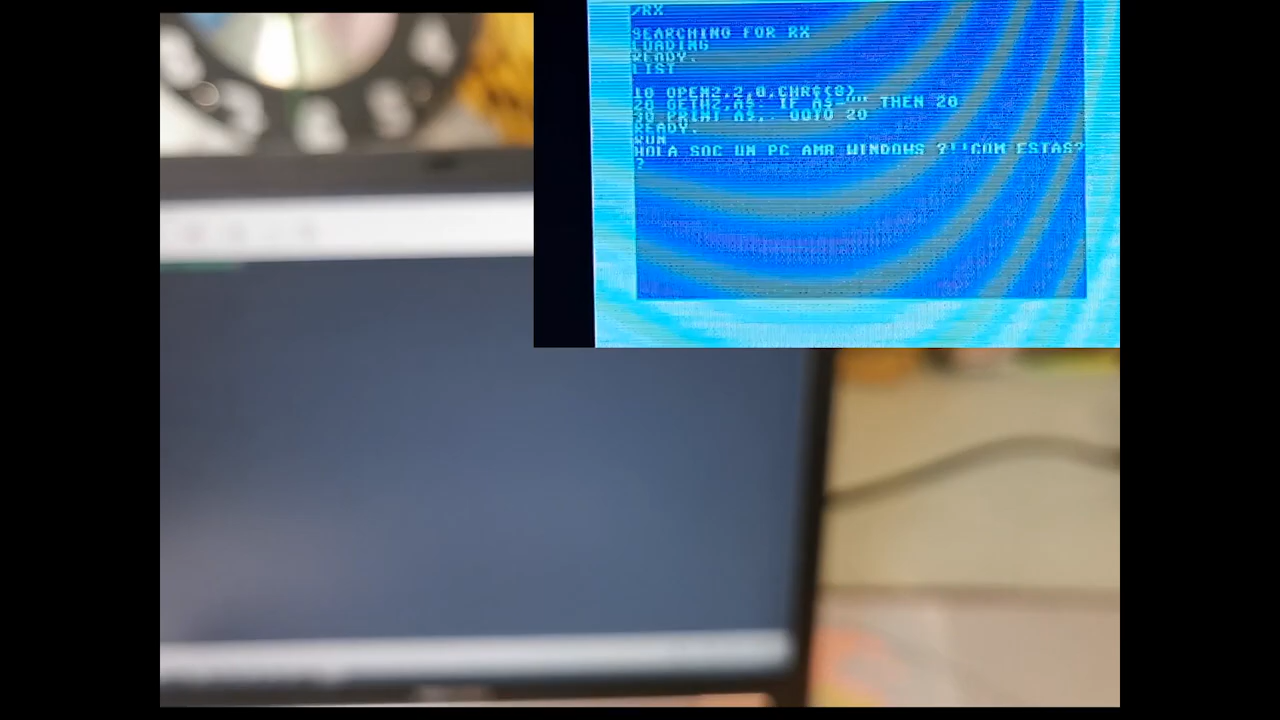 /RX
SEARCHING FOR RX
LOADING
READY.
LIST
10 OPEN2,2,0,CHR$(8)
20 GET#2,A$: IF A$="" THEN 20
30 PRINT A$;: GOTO 20
READY.
RUN
HOLA SOC UN PC AMB WINDOWS ?!!COM ESTAS?
?